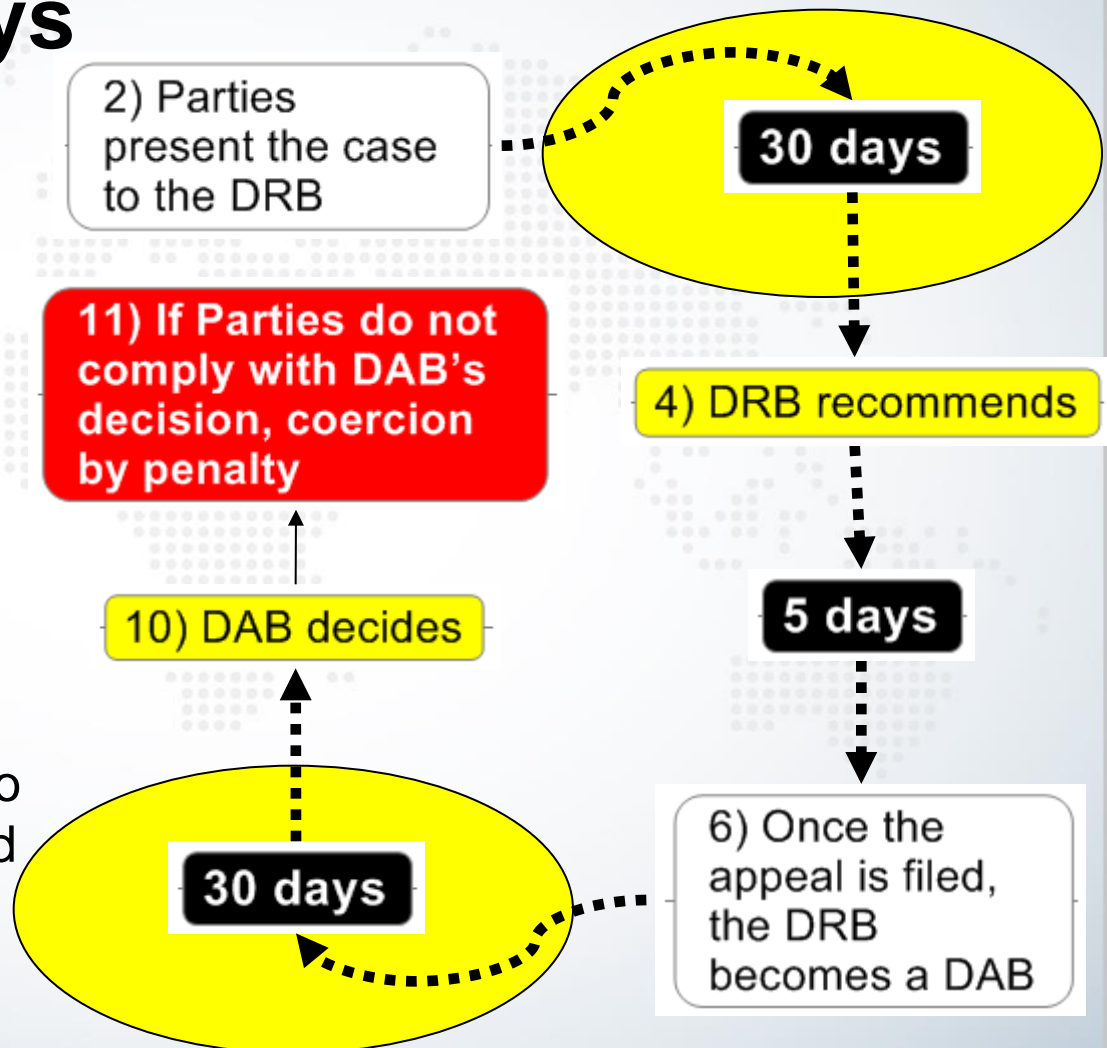 ys
2) Parties
present the case
to the DRB
30 days
4) DRB recommends
5 days
6) Once the
appeal is filed,
the DRB
becomes a DAB
30 days
10) DAB decides
11) If Parties do not
comply with DAB's
decision, coercion
by penalty
o
d